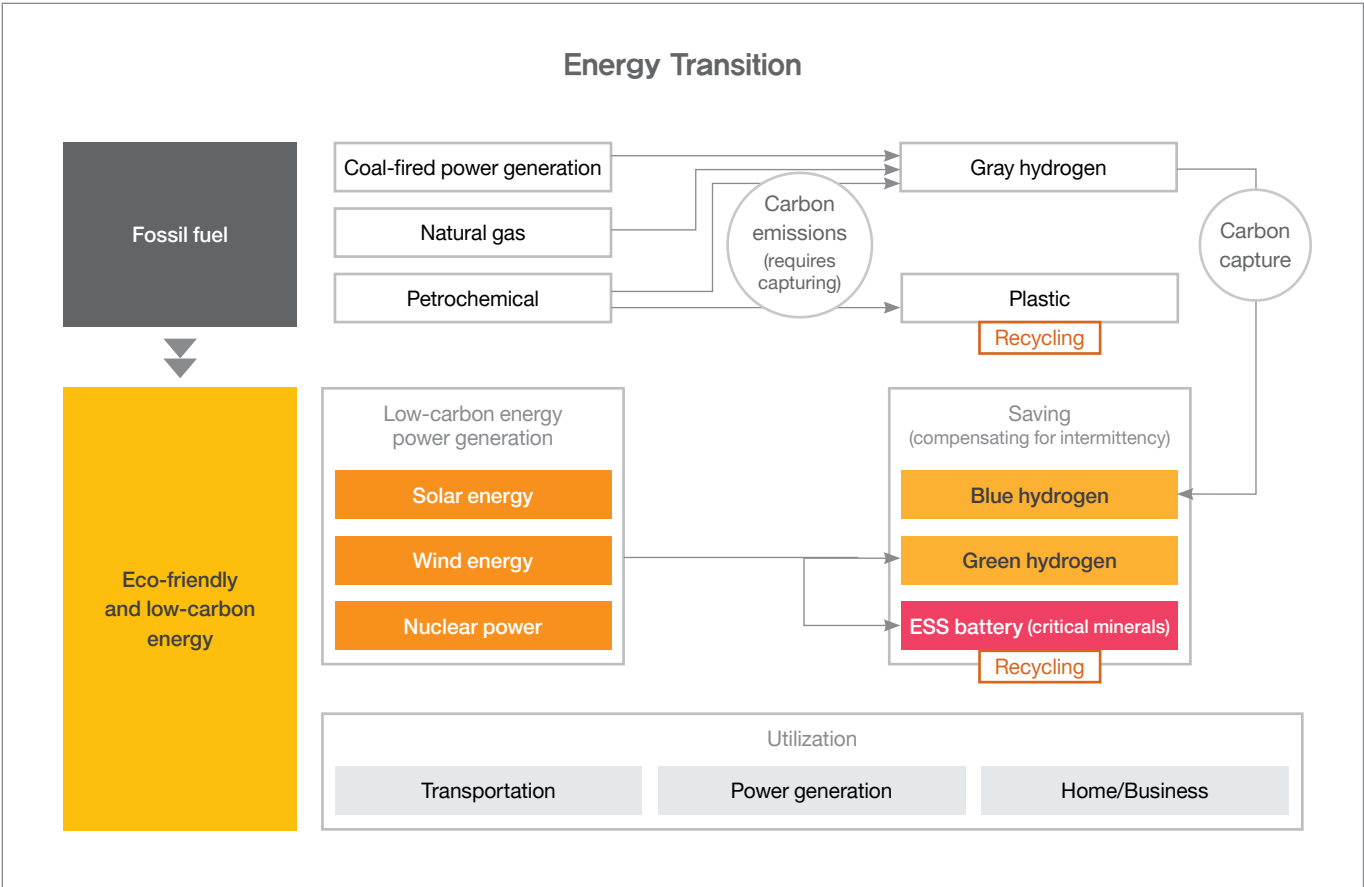 Energy Transition
Fossil fuel
Coal-fired power generation
Natural gas
Petrochemical
Carbon
emissions
(requires
capturing)
Gray hydrogen
Plastic
Recycling
Carbon
capture
Eco-friendly
and low-carbon
energy
Low-carbon energy
power generation
Solar energy
Wind energy
Nuclear power
Saving
(compensating for intermittency)
Blue hydrogen
Green hydrogen
ESS battery (critical minerals)
Recycling
Utilization
Transportation
Power generation
Home/Business